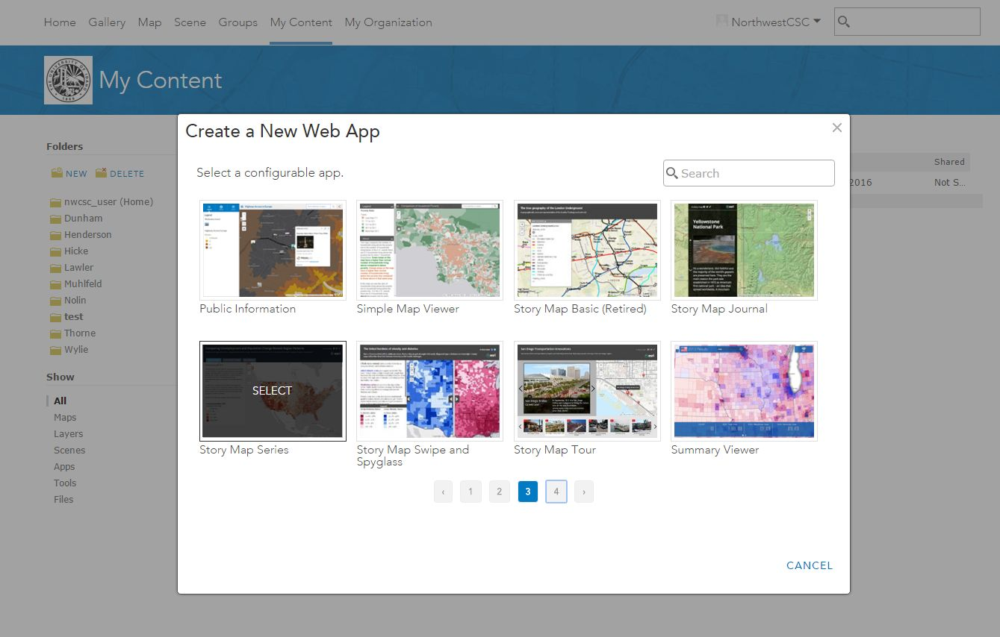 Home Gallery Map Scene Groups My Content My Organization NorthwestCSC
My Content
Create a New Web App
Folders
NEW DELETE
nwcsc_user (Home)
Dunham
Henderson
Hicke
Lawler
Muhlfeld
Nolin
test
Thorne
Wylie
Show
All
Maps
Layers
Scenes
Apps
Tools
Files
Shared
2016 Not S...
Select a configurable app.
Search
Public Information
Simple Map Viewer
Story Map Basic (Retired)
Yellowstone
National Park
Story Map Journal
SELECT
Story Map Series
Story Map Swipe and
Spyglass
San Diego Transportation Innovations
Story Map Tour
Summary Viewer
‹ 1 2 3 4 ›
CANCEL